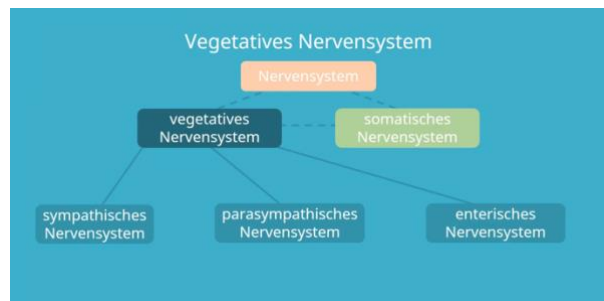 Vegetatives Nervensystem
Nervensystem
vegetatives
Nervensystem
somatisches
Nervensystem
sympathisches
Nervensystem
parasympathisches
Nervensystem
enterisches
Nervensystem